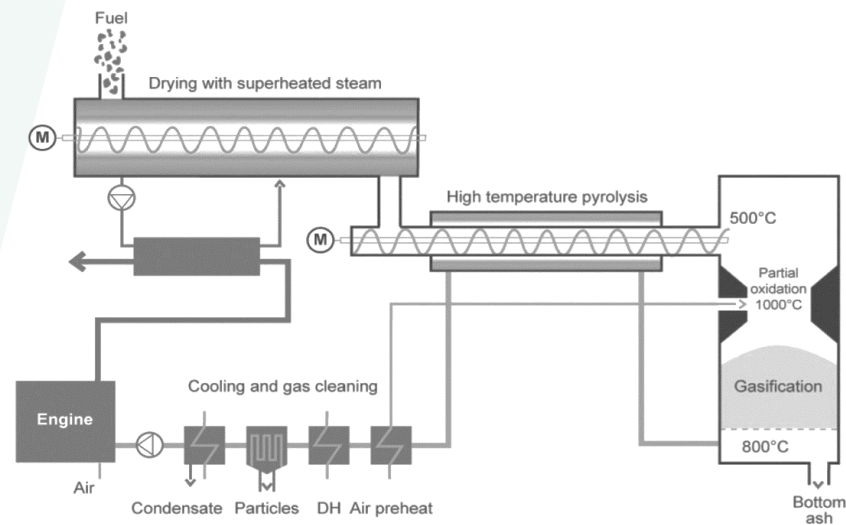 Fuel
Drying with superheated steam
M
High temperature pyrolysis
M
500°C
Partial
oxidation
1000°C
Cooling and gas cleaning
Gasification
Engine
800°C
Air
Condensate Particles DH Air preheat
Bottom
ash